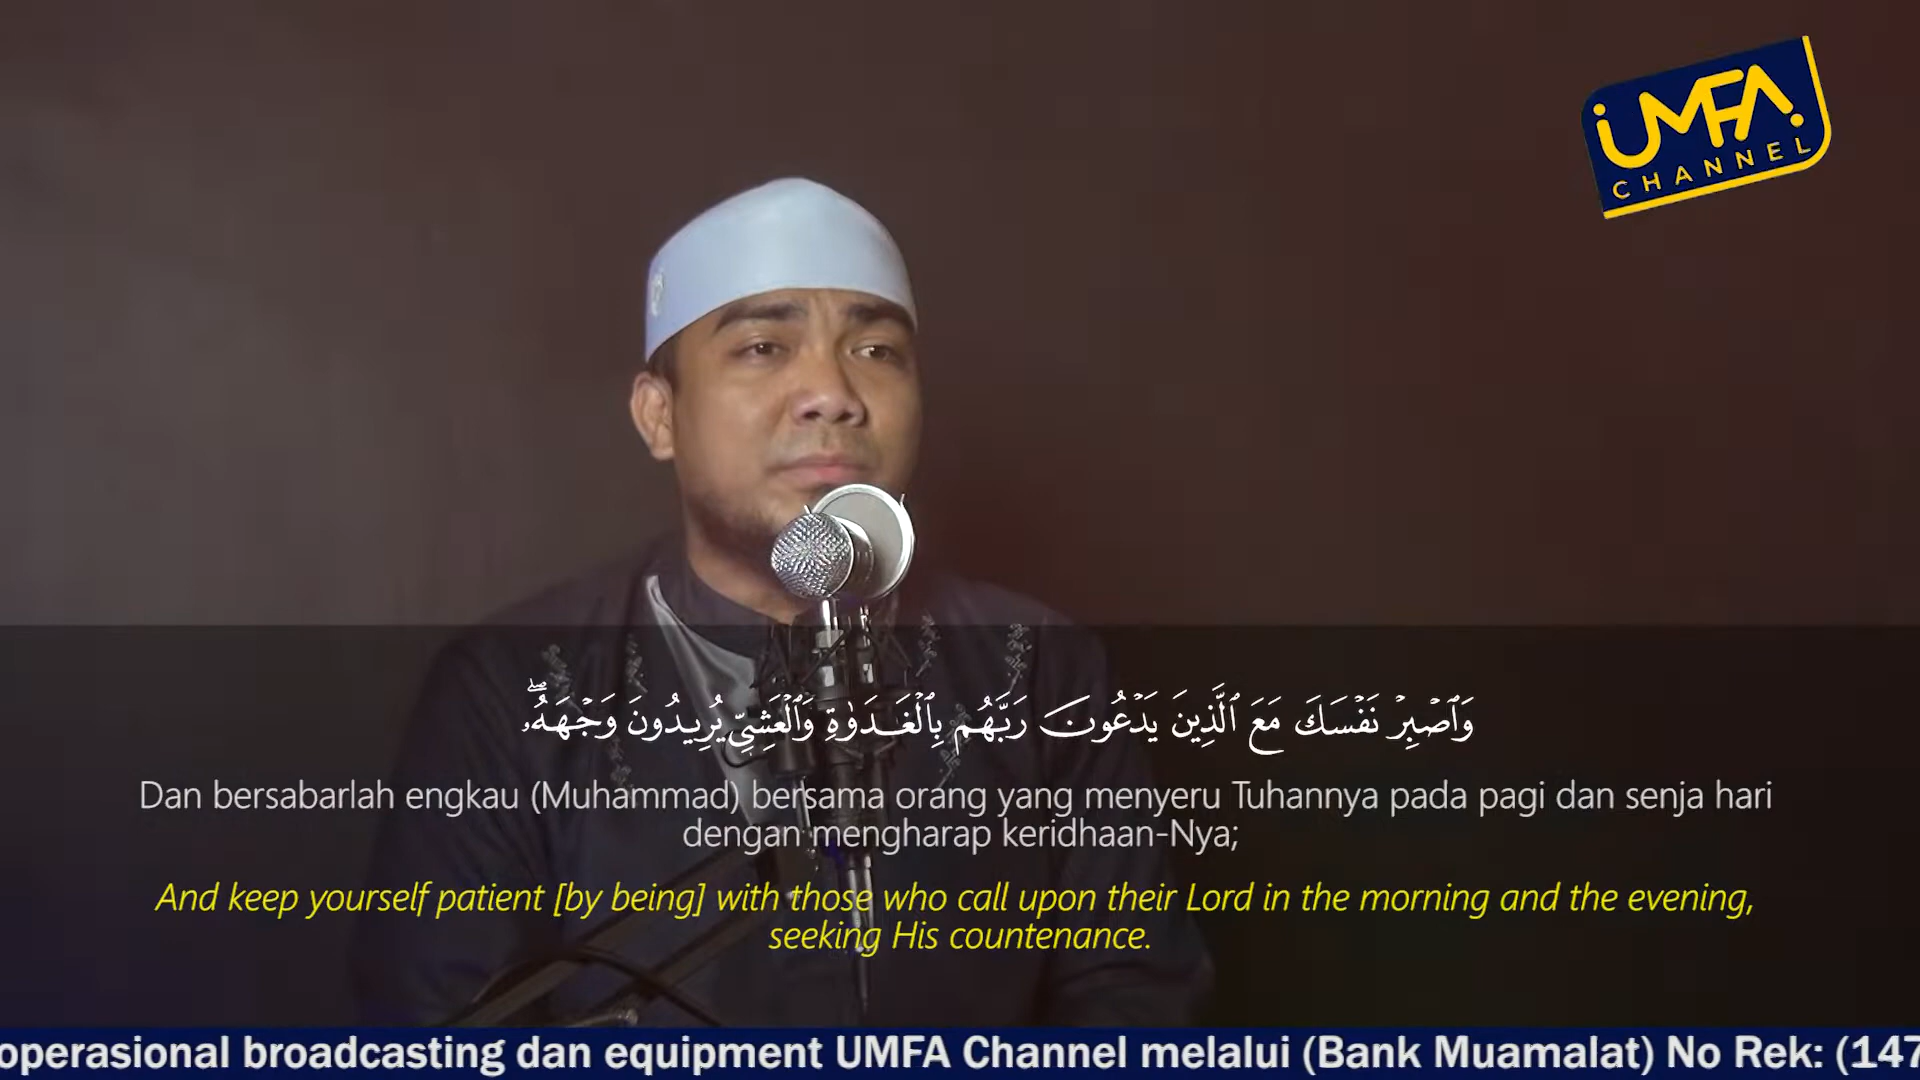 UMFA
CHANNEL
وَٱصۡبِرۡ نَفۡسَكَ مَعَ ٱلَّذِينَ يَدۡعُونَ رَبَّهُم بِٱلۡغَدَوٰةِ وَٱلۡعَشِيِّ يُرِيدُونَ وَجۡهَهُۥۖ
Dan bersabarlah engkau (Muhammad) bersama orang yang menyeru Tuhannya pada pagi dan senja hari
dengan mengharap keridhaan-Nya;
And keep yourself patient [by being] with those who call upon their Lord in the morning and the evening,
seeking His countenance.
operasional broadcasting dan equipment UMFA Channel melalui (Bank Muamalat) No Rek: (147